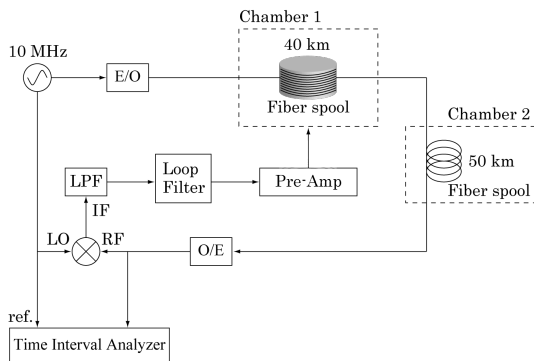 Chamber 1
10 MHz
40 km
E/O
Fiber spool
Chamber 2
50 km
Fiber spool
LPF
Loop
Filter
Pre-Amp
IF
LO
RF
O/E
ref.
Time Interval Analyzer